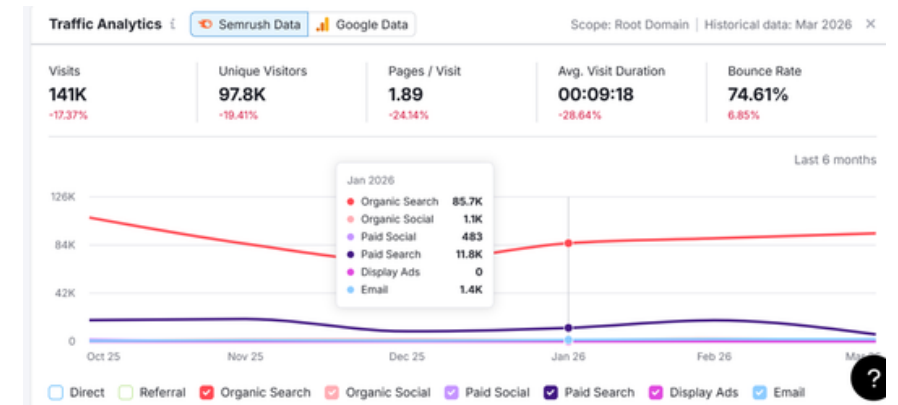 Traffic Analytics i Semrush Data Google Data Scope: Root Domain | Historical data: Mar 2026 ×
Visits Unique Visitors Pages / Visit Avg. Visit Duration Bounce Rate
141K 97.8K 1.89 00:09:18 74.61%
-17.37% -19.41% -24.14% -28.64% 6.85%
Last 6 months
Jan 2026
126K
Organic Search 85.7K
Organic Social 1.1K
84K
Paid Social 483
Paid Search 11.8K
Display Ads 0
42K
Email 1.4K
0
Oct 25 Nov 25 Dec 25 Jan 26 Feb 26
?
Direct Referral Organic Search Organic Social Paid Social Paid Search Display Ads Email